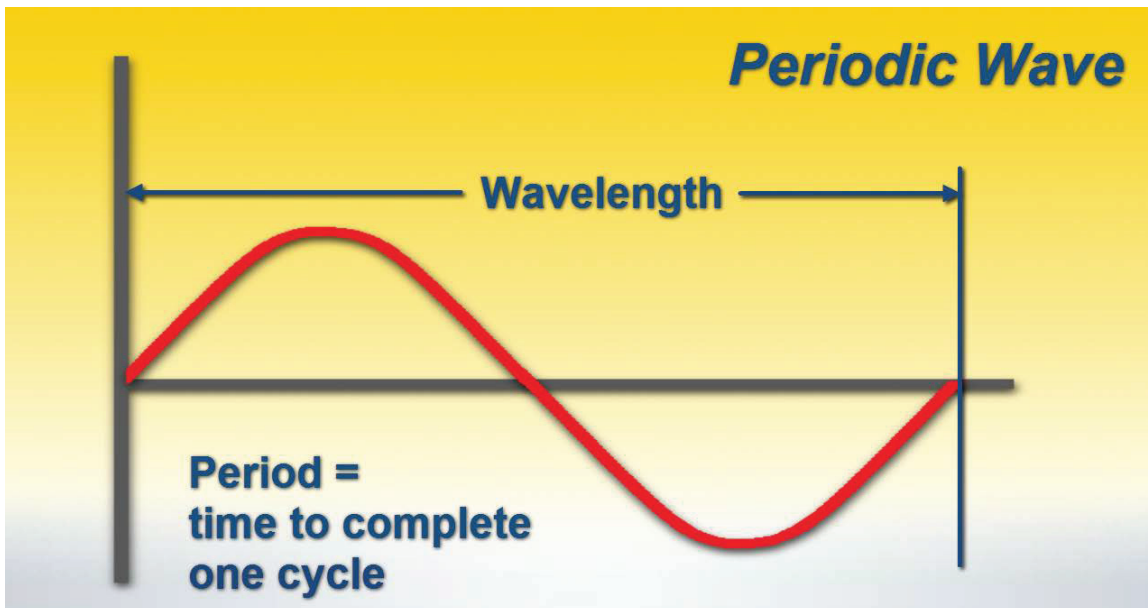 Periodic Wave
Wavelength
Period =
time to complete
one cycle